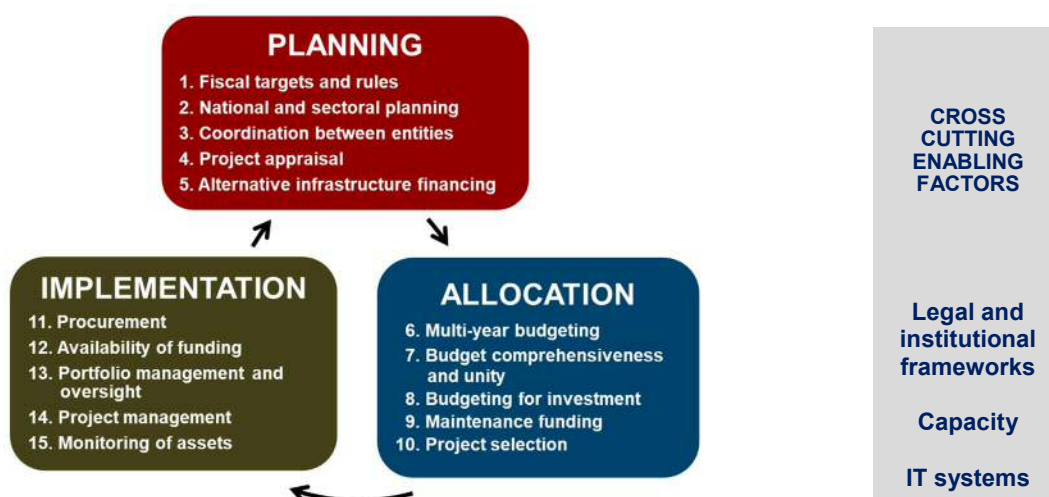 PLANNING
1. Fiscal targets and rules
2. National and sectoral planning
3. Coordination between entities
4. Project appraisal
5. Alternative infrastructure financing
IMPLEMENTATION
11. Procurement
12. Availability of funding
13. Portfolio management and
oversight
14. Project management
15. Monitoring of assets
ALLOCATION
6. Multi-year budgeting
7. Budget comprehensiveness
and unity
8. Budgeting for investment
9. Maintenance funding
10. Project selection
CROSS
CUTTING
ENABLING
FACTORS
Legal and
institutional
frameworks
Capacity
IT systems